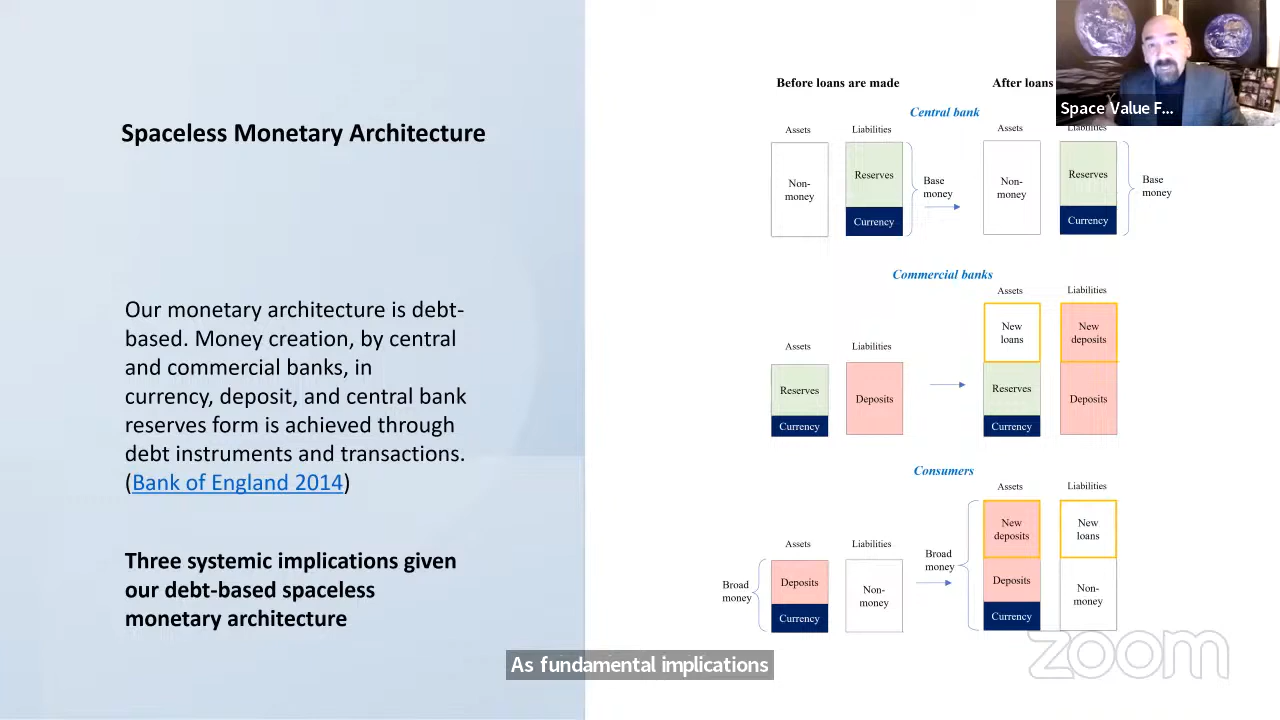 Spaceless Monetary Architecture
Our monetary architecture is debt-
based. Money creation, by central
and commercial banks, in
currency, deposit, and central bank
reserves form is achieved through
debt instruments and transactions.
(Bank of England 2014)
Three systemic implications given
our debt-based spaceless
monetary architecture
Before loans are made
After loans
Central bank
Assets
Liabilities
Assets
Liabilities
Non-
money
Reserves
Currency
Base
money
Non-
money
Reserves
Currency
Base
money
Commercial banks
Assets
Liabilities
Assets
Liabilities
Reserves
Currency
Deposits
New
loans
Reserves
Currency
New
deposits
Deposits
Consumers
Assets
Liabilities
Assets
Liabilities
Broad
money
Deposits
Currency
Non-
money
Broad
money
New
deposits
Deposits
Currency
New
loans
Non-
money
Space Value F...
As fundamental implications
zoom